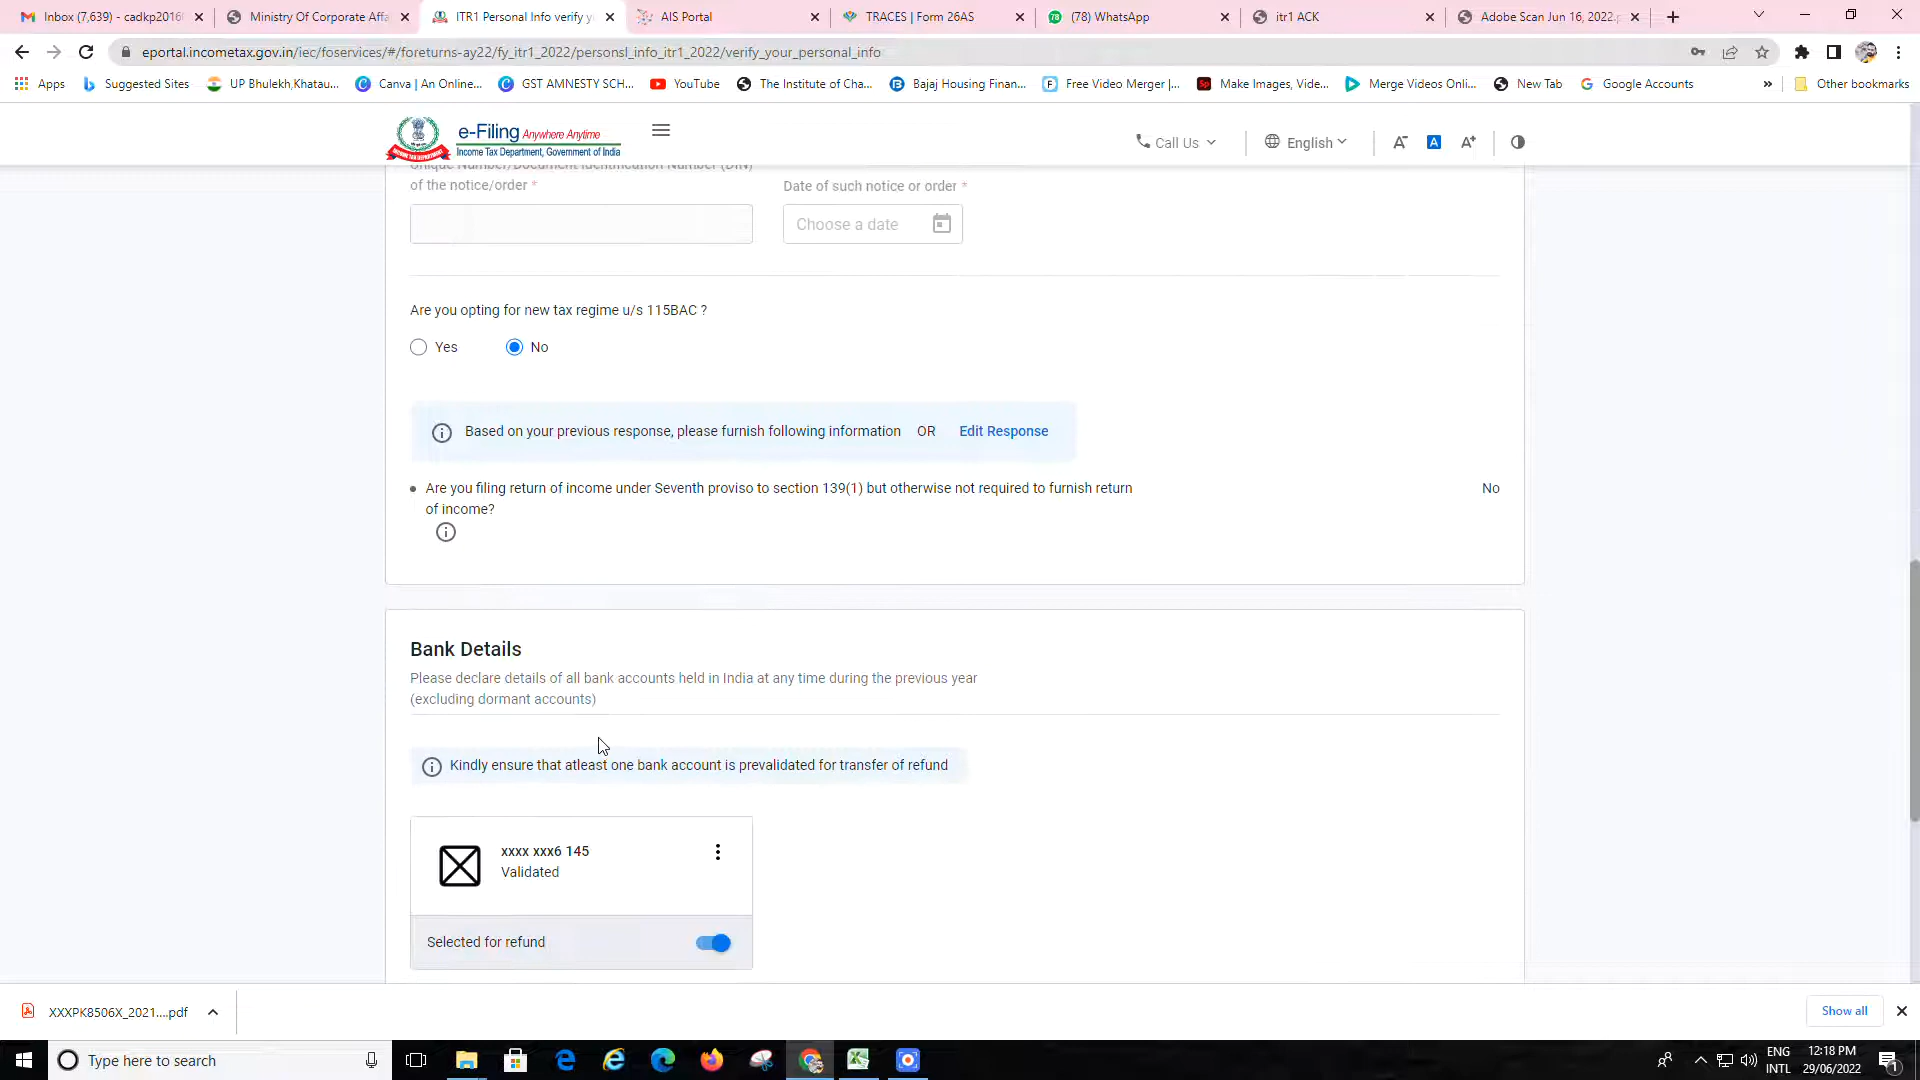 Inbox (7,639) - cadkp2016
Ministry Of Corporate Affa
ITR1 Personal Info verify y
AIS Portal
TRACES | Form 26AS
(78) WhatsApp
itr1 ACK
Adobe Scan Jun 16, 2022.p
eportal.incometax.gov.in/iec/foservices/#/foreturns-ay22/fy_itr1_2022/personsl_info_itr1_2022/verify_your_personal_info
Apps
Suggested Sites
UP Bhulekh,Khatau...
Canva | An Online...
GST AMNESTY SCH...
YouTube
The Institute of Cha...
Bajaj Housing Finan...
Free Video Merger |...
Make Images, Vide...
Merge Videos Onli...
New Tab
Google Accounts
»
Other bookmarks
e-Filing Anywhere Anytime
Income Tax Department, Government of India
Call Us
English
A-
A
A+
Unique Number/Document Identification Number (DIN)
of the notice/order *
Date of such notice or order *
Choose a date
Are you opting for new tax regime u/s 115BAC ?
Yes
No
Based on your previous response, please furnish following information OR Edit Response
Are you filing return of income under Seventh proviso to section 139(1) but otherwise not required to furnish return
of income?
No
Bank Details
Please declare details of all bank accounts held in India at any time during the previous year
(excluding dormant accounts)
Kindly ensure that atleast one bank account is prevalidated for transfer of refund
xxxx xxx6 145
Validated
Selected for refund
XXXPK8506X_2021....pdf
Show all
Type here to search
ENG
INTL
12:18 PM
29/06/2022
1